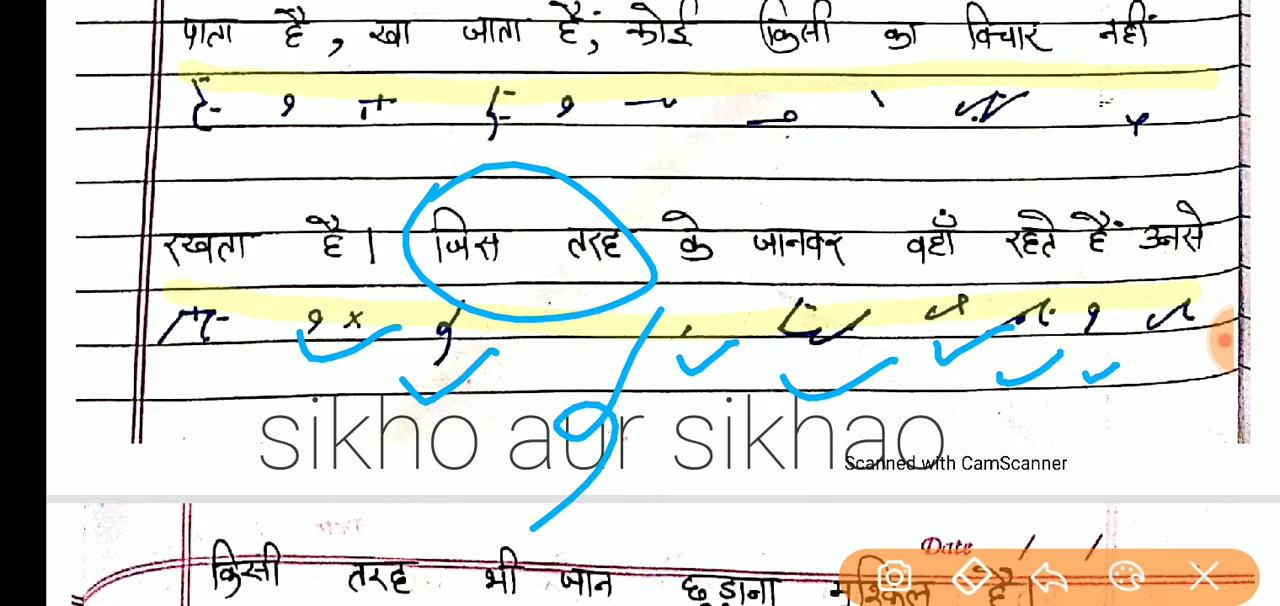 पाता है , खा जाता है, कोई किसी का विचार नहीं
रखता है। जिस तरह के जानवर वहाँ रहते हैं उनसे
sikho aur sikhao
Scanned with CamScanner
Date / /
किसी तरह भी जान छूड़ाना मुश्किल है।